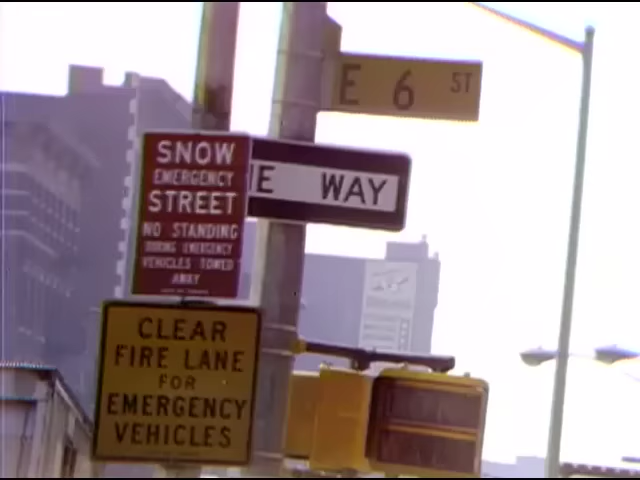 E 6 ST
SNOW
EMERGENCY
STREET
NO STANDING
DURING EMERGENCY
VEHICLES TOWED
AWAY
E WAY
CLEAR
FIRE LANE
FOR
EMERGENCY
VEHICLES